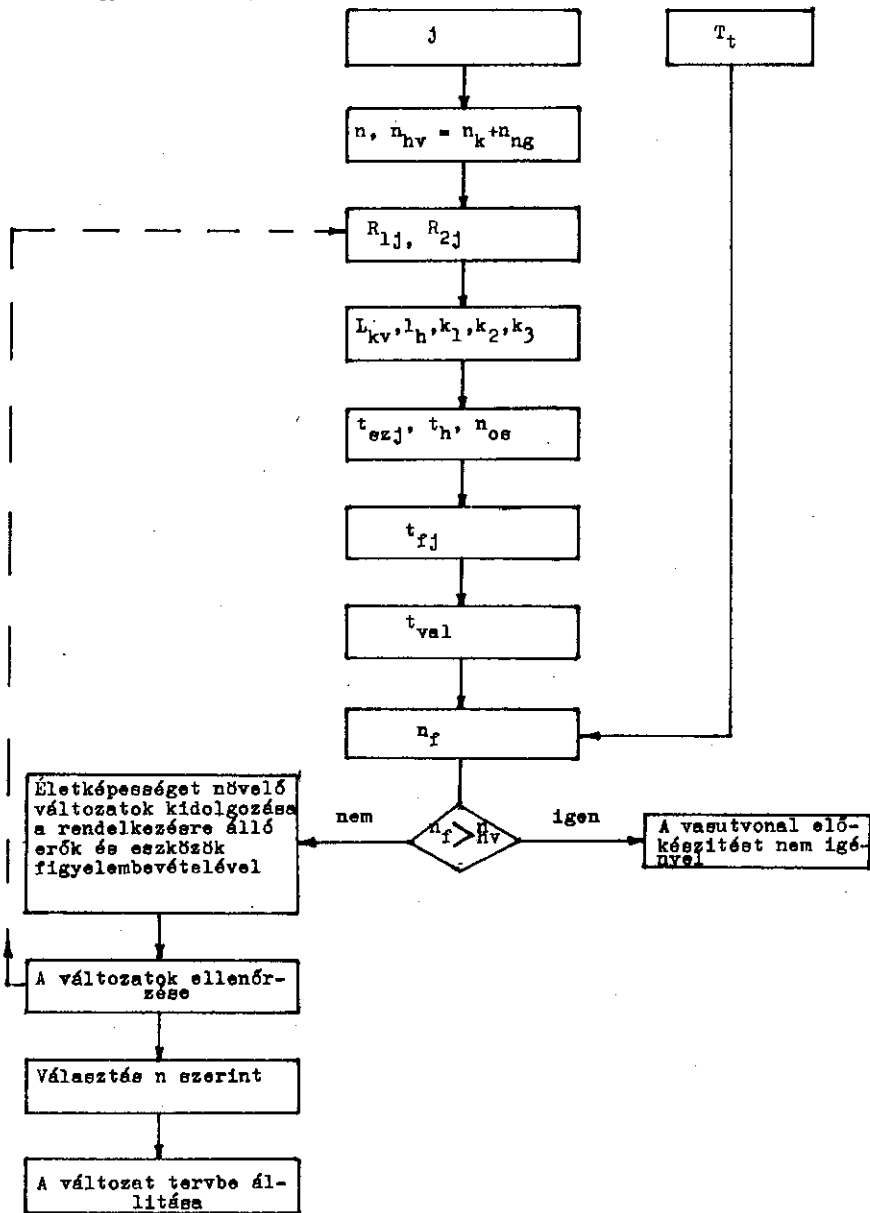 j
T_t
n, n_hv = n_k+n_ng
R_1j, R_2j
L_kv,l_h,k_1,k_2,k_3
t_szj, t_h, n_os
t_fj
t_val
n_f
n_f > n_Hv
nem
igen
Életképességet növelő
változatok kidolgozása
a rendelkezésre álló
erők és eszközök
figyelembevételével
A vasutvonal elő-
készitést nem igé-
nyel
A változatok ellenőr-
zése
Választás n szerint
A változat tervbe ál-
litása